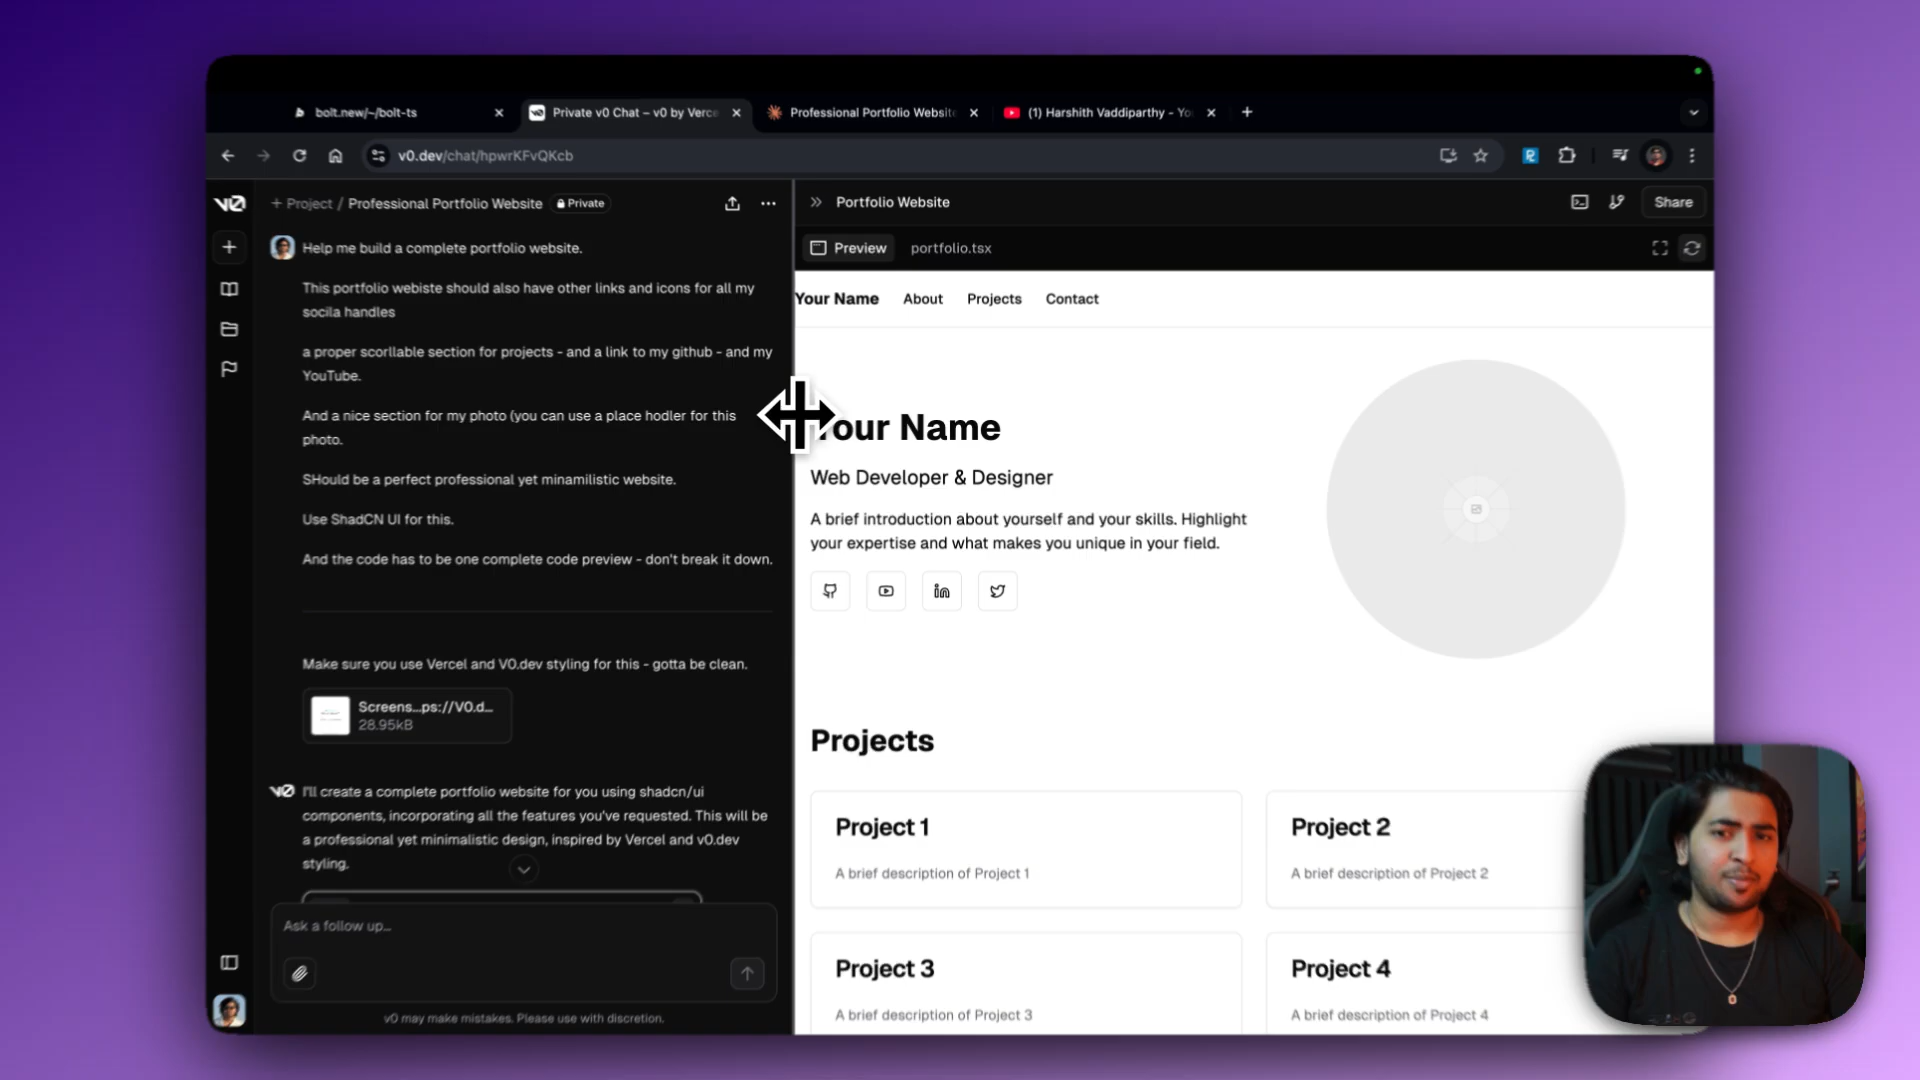 bolt.new/~/bolt-ts
Private v0 Chat – v0 by Verce
Professional Portfolio Website
(1) Harshith Vaddiparthy - Yo
v0.dev/chat/hpwrKFvQKcb
v0
+ Project / Professional Portfolio Website
Private
Help me build a complete portfolio website.
This portfolio webiste should also have other links and icons for all my
socila handles
a proper scorllable section for projects - and a link to my github - and my
YouTube.
And a nice section for my photo (you can use a place hodler for this
photo.
SHould be a perfect professional yet minamilistic website.
Use ShadCN UI for this.
And the code has to be one complete code preview - don't break it down.
Make sure you use Vercel and V0.dev styling for this - gotta be clean.
Screens...ps://V0.d...
28.95kB
v0
I'll create a complete portfolio website for you using shadcn/ui
components, incorporating all the features you've requested. This will be
a professional yet minimalistic design, inspired by Vercel and v0.dev
styling.
Ask a follow up...
v0 may make mistakes. Please use with discretion.
Portfolio Website
Share
Preview
portfolio.tsx
Your Name
About
Projects
Contact
Your Name
Web Developer & Designer
A brief introduction about yourself and your skills. Highlight
your expertise and what makes you unique in your field.
Projects
Project 1
A brief description of Project 1
Project 2
A brief description of Project 2
Project 3
A brief description of Project 3
Project 4
A brief description of Project 4